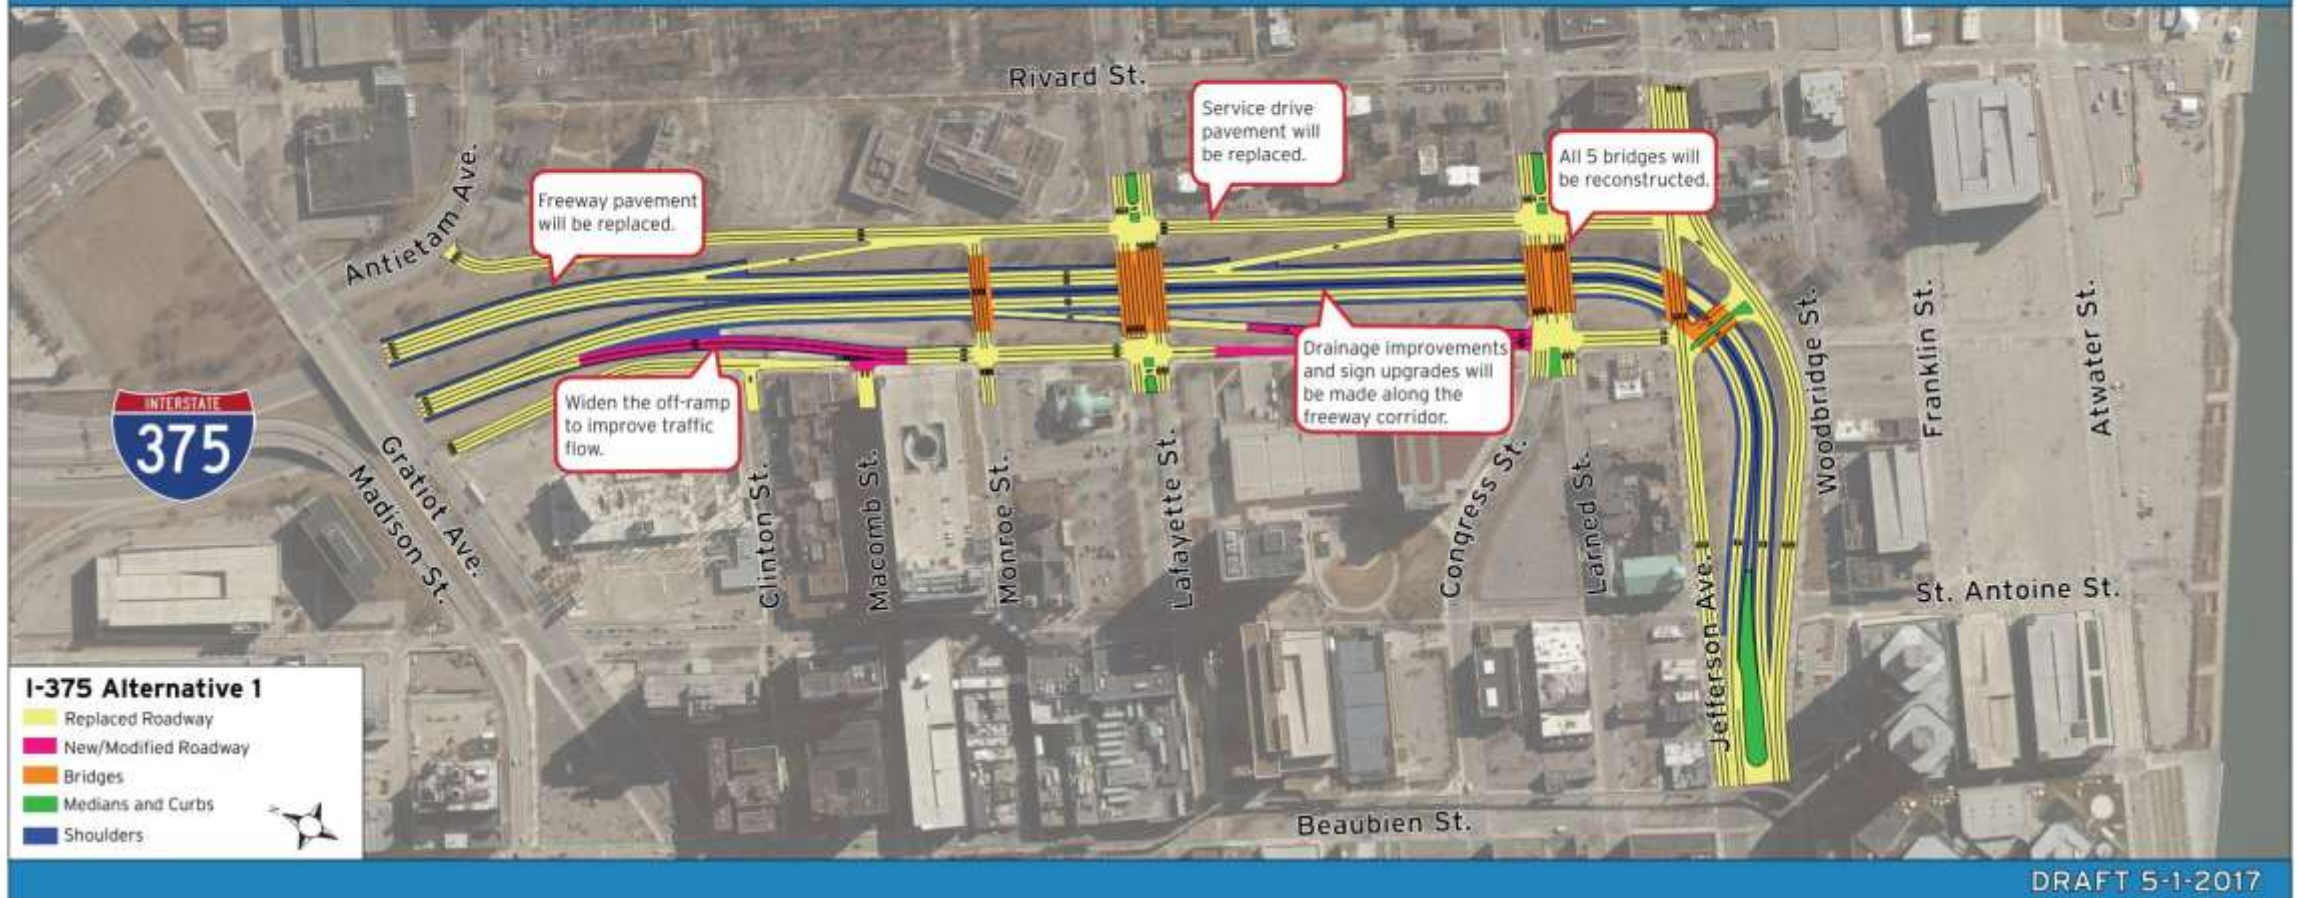 Rivard St.
Service drive
pavement will
be replaced.
All 5 bridges will
be reconstructed.
Antietam Ave.
Freeway pavement
will be replaced.
Drainage improvements
and sign upgrades will
be made along the
freeway corridor.
Widen the off-ramp
to improve traffic
flow.
INTERSTATE
375
Gratiot Ave.
Madison St.
Clinton St.
Macomb St.
Monroe St.
Lafayette St.
Congress St.
Larned St.
Jefferson Ave.
Woodbridge St.
Franklin St.
Atwater St.
St. Antoine St.
Beaubien St.
I-375 Alternative 1
Replaced Roadway
New/Modified Roadway
Bridges
Medians and Curbs
Shoulders
DRAFT 5-1-2017